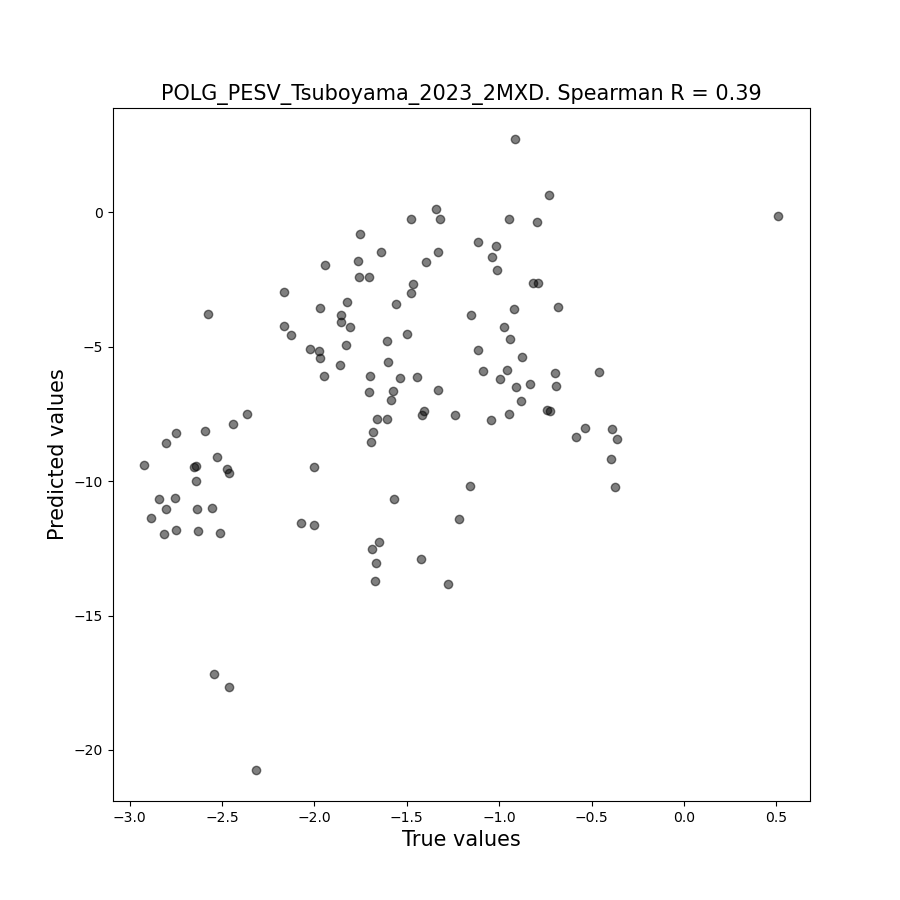 POLG_PESV_Tsuboyama_2023_2MXD. Spearman R = 0.39
0
−5
−10
−15
−20
Predicted values
−3.0 −2.5 −2.0 −1.5 −1.0 −0.5 0.0 0.5
True values